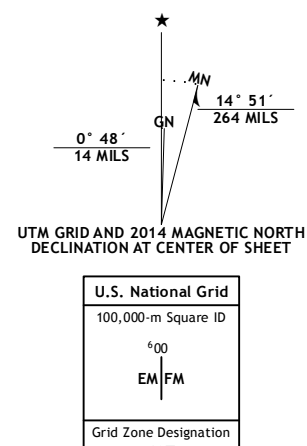 ★
MN
GN
14° 51´
264 MILS
0° 48´
14 MILS
UTM GRID AND 2014 MAGNETIC NORTH
DECLINATION AT CENTER OF SHEET
U.S. National Grid
100,000-m Square ID
⁶00
EM FM
Grid Zone Designation